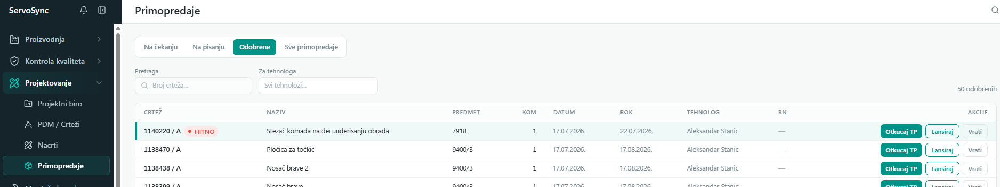 ServoSync
Primopredaje
Proizvodnja
Kontrola kvaliteta
Projektovanje
Projektni biro
PDM / Crteži
Nacrti
Primopredaje
Na čekanju Na pisanju Odobrene Sve primopredaje
Pretraga Za tehnologa
Broj crteža... Svi tehnolozi...
50 odobrenih
CRTEŽ NAZIV PREDMET KOM DATUM ROK TEHNOLOG RN AKCIJE
1140220 / A HITNO Stezač komada na decunderisanju obrada 7918 1 17.07.2026. 22.07.2026. Aleksandar Stanic — Otkucaj TP Lansiraj Vrati
1138470 / A Pločica za točkić 9400/3 1 17.07.2026. 17.08.2026. Aleksandar Stanic — Otkucaj TP Lansiraj Vrati
1138438 / A Nosač brave 2 9400/3 1 17.07.2026. 17.08.2026. Aleksandar Stanic — Otkucaj TP Lansiraj Vrati
1138399 / A Nosač brave 9400/3 1 17.07.2026. 17.08.2026. Aleksandar Stanic Otkucaj TP Lansiraj Vrati